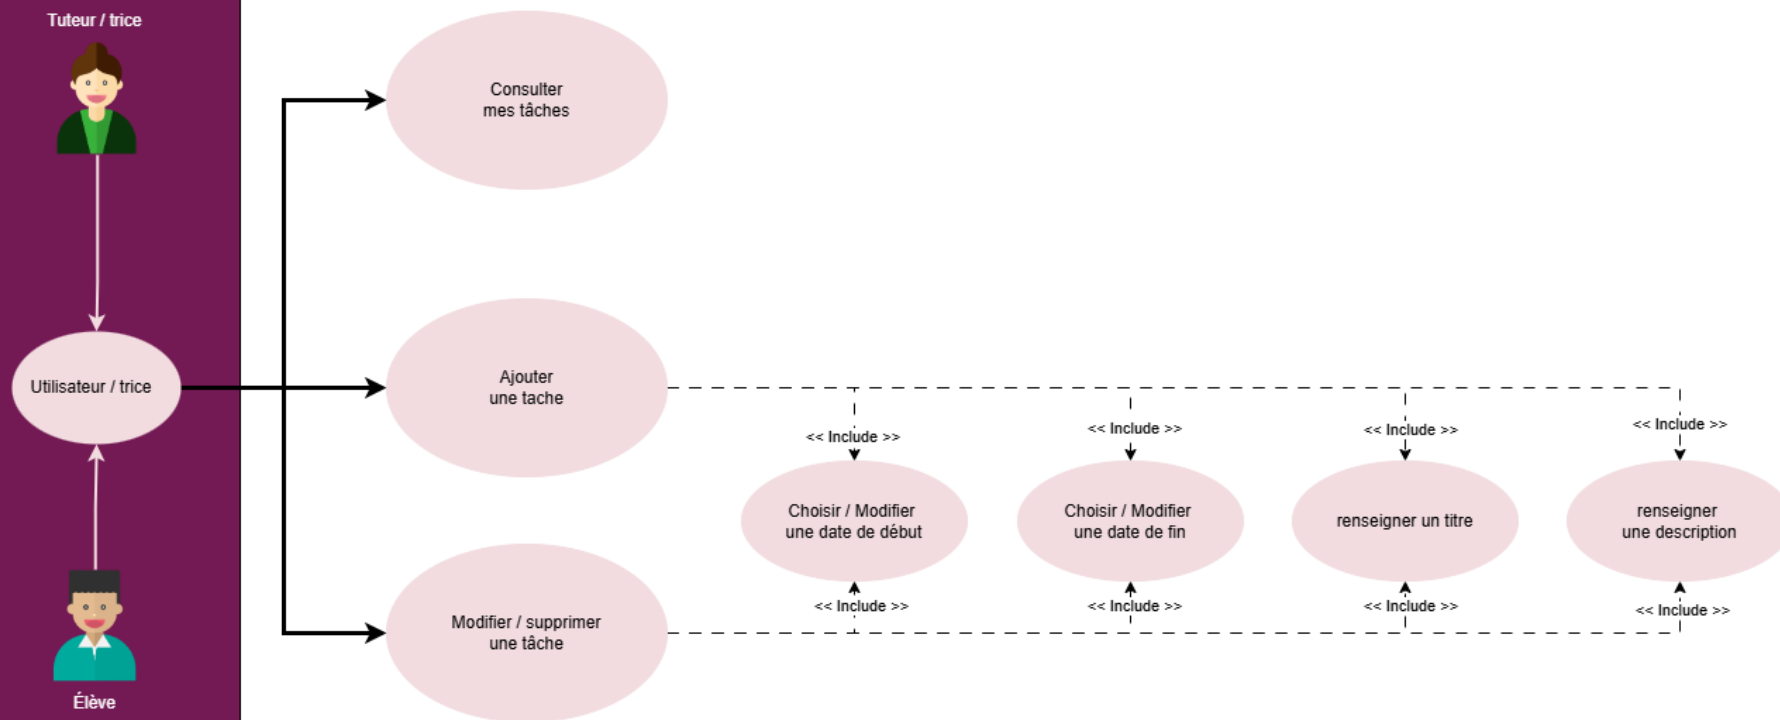 Tuteur / trice
Consulter
mes tâches
Utilisateur / trice
Ajouter
une tache
<< Include >>
<< Include >>
<< Include >>
<< Include >>
Choisir / Modifier
une date de début
Choisir / Modifier
une date de fin
renseigner un titre
renseigner
une description
<< Include >>
<< Include >>
<< Include >>
<< Include >>
Modifier / supprimer
une tâche
Élève